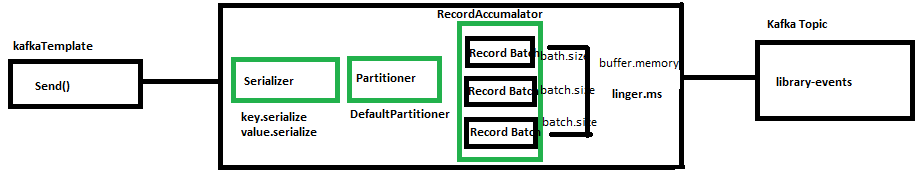 RecordAccumalator
Kafka Topic
kafkaTemplate
Send()
Serializer
key.serialize
value.serialize
Partitioner
DefaultPartitioner
Record Batch
bath.size
Record Batch
batch.size
Record Batch
batch.size
buffer.memory
linger.ms
library-events